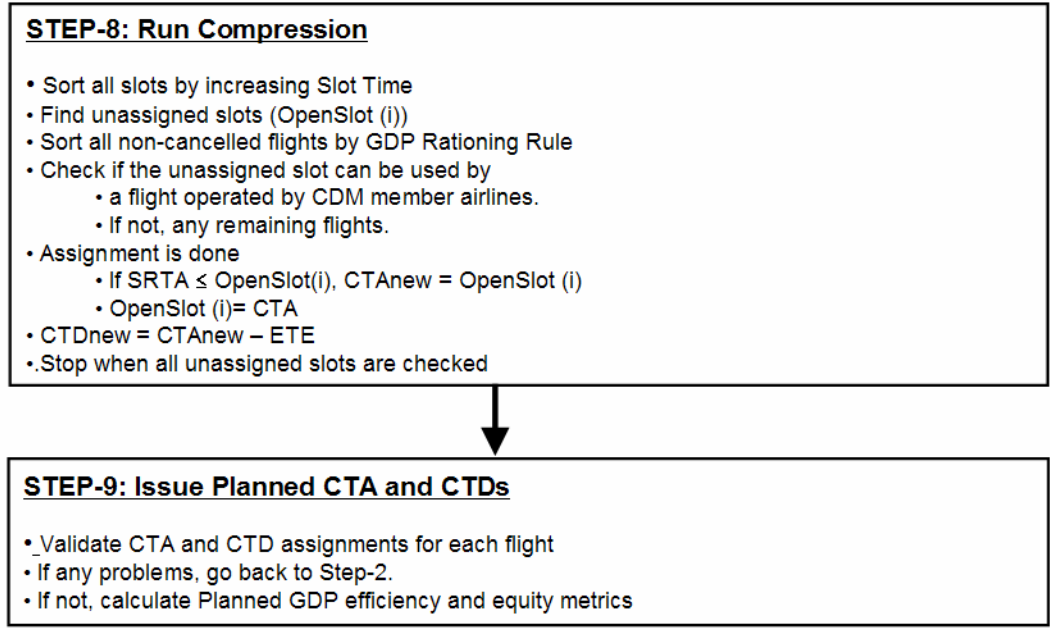 STEP-8: Run Compression
• Sort all slots by increasing Slot Time
• Find unassigned slots (OpenSlot (i))
• Sort all non-cancelled flights by GDP Rationing Rule
• Check if the unassigned slot can be used by
• a flight operated by CDM member airlines.
• If not, any remaining flights.
• Assignment is done
• If SRTA ≤ OpenSlot(i), CTAnew = OpenSlot (i)
• OpenSlot (i)= CTA
• CTDnew = CTAnew – ETE
•.Stop when all unassigned slots are checked
STEP-9: Issue Planned CTA and CTDs
•_Validate CTA and CTD assignments for each flight
• If any problems, go back to Step-2.
• If not, calculate Planned GDP efficiency and equity metrics